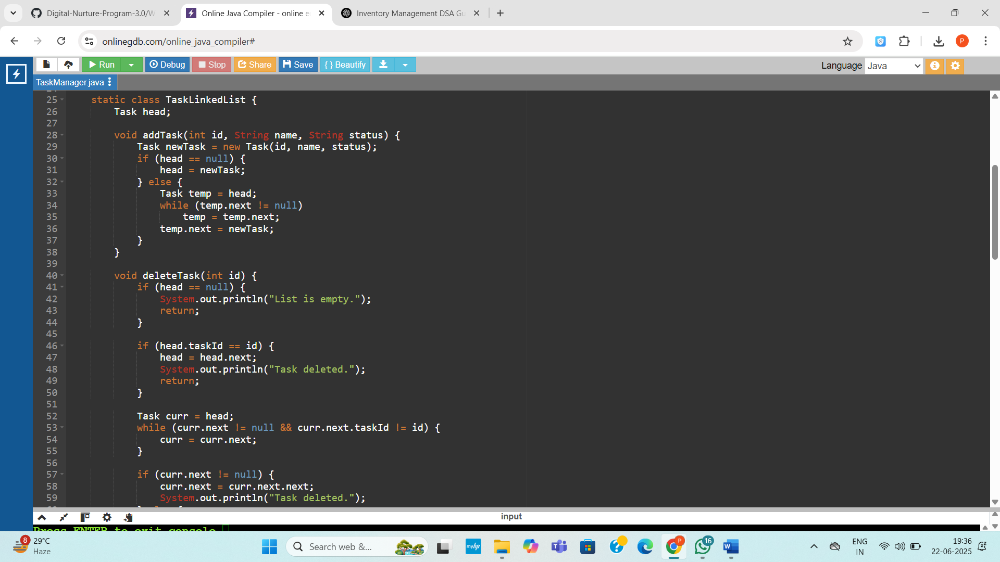 Digital-Nurture-Program-3.0/W
Online Java Compiler - online e
Inventory Management DSA Gu
onlinegdb.com/online_java_compiler#
P
Run
Debug
Stop
Share
Save
{ } Beautify
Language
Java
TaskManager.java
25 static class TaskLinkedList {
26 Task head;
27
28 void addTask(int id, String name, String status) {
29 Task newTask = new Task(id, name, status);
30 if (head == null) {
31 head = newTask;
32 } else {
33 Task temp = head;
34 while (temp.next != null)
35 temp = temp.next;
36 temp.next = newTask;
37 }
38 }
39
40 void deleteTask(int id) {
41 if (head == null) {
42 System.out.println("List is empty.");
43 return;
44 }
45
46 if (head.taskId == id) {
47 head = head.next;
48 System.out.println("Task deleted.");
49 return;
50 }
51
52 Task curr = head;
53 while (curr.next != null && curr.next.taskId != id) {
54 curr = curr.next;
55 }
56
57 if (curr.next != null) {
58 curr.next = curr.next.next;
59 System.out.println("Task deleted.");
input
Press ENTER to exit console.
8
29°C
Haze
Search web &...
myhp
P
16
W
ENG
IN
19:36
22-06-2025